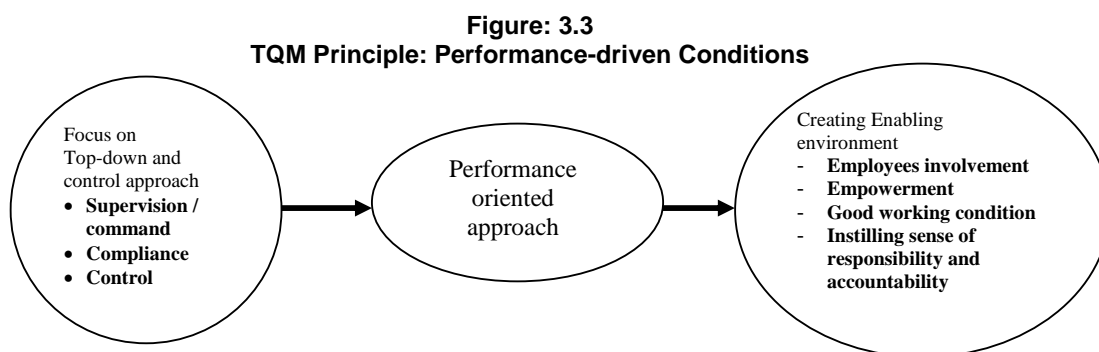 Figure: 3.3
TQM Principle: Performance-driven Conditions
Focus on
Top-down and
control approach
• Supervision /
command
• Compliance
• Control
Performance
oriented
approach
Creating Enabling
environment
- Employees involvement
- Empowerment
- Good working condition
- Instilling sense of
responsibility and
accountability